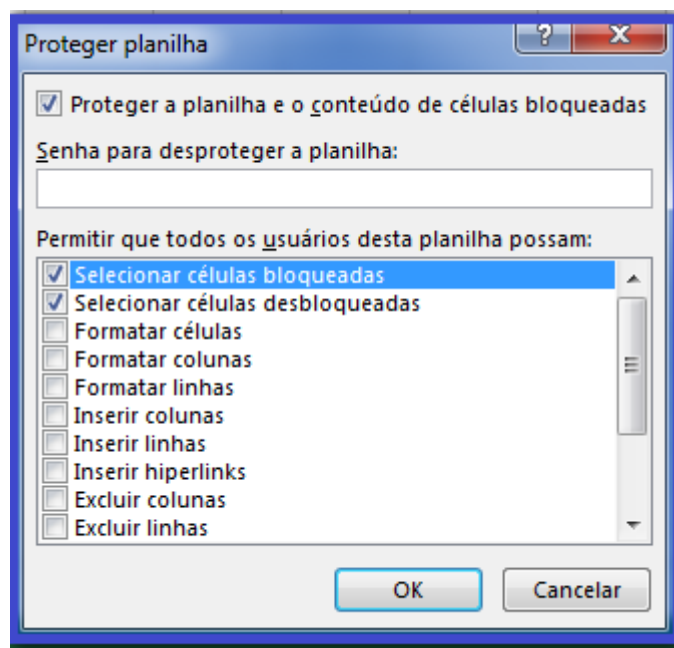 Proteger planilha
?
X
Proteger a planilha e o conteúdo de células bloqueadas
Senha para desproteger a planilha:
Permitir que todos os usuários desta planilha possam:
Selecionar células bloqueadas
Selecionar células desbloqueadas
Formatar células
Formatar colunas
Formatar linhas
Inserir colunas
Inserir linhas
Inserir hiperlinks
Excluir colunas
Excluir linhas
OK Cancelar